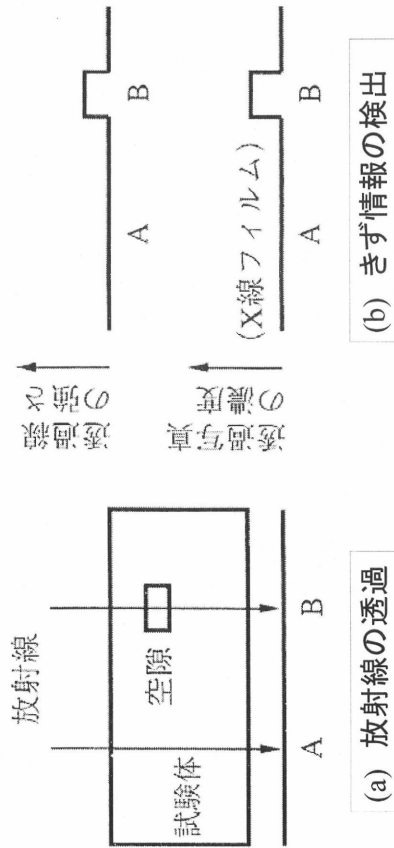 放射線
試験体
空隙
A
B
(a) 放射線の透過
透過線
の強さ
A
B
透過写真
の濃度
(X線フィルム)
A
B
(b) きず情報の検出